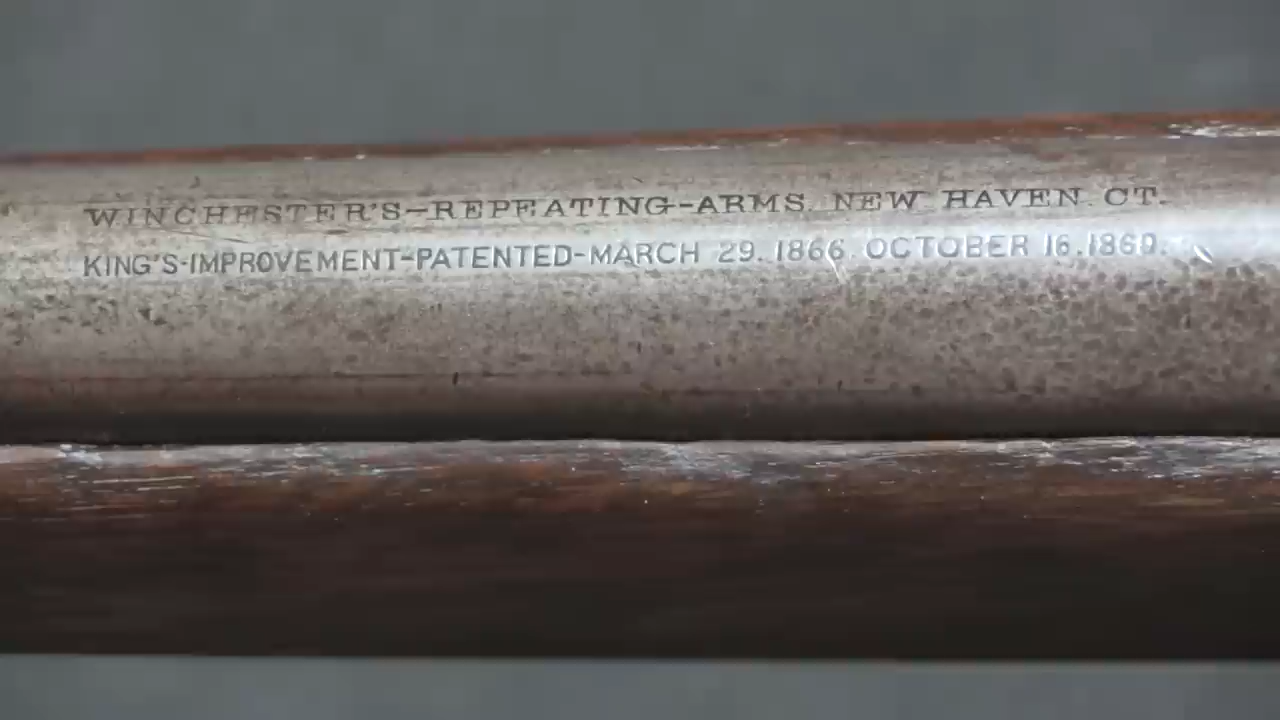 WINCHESTER'S-REPEATING-ARMS. NEW HAVEN. CT.
KING'S-IMPROVEMENT-PATENTED-MARCH 29. 1866. OCTOBER 16.1860.